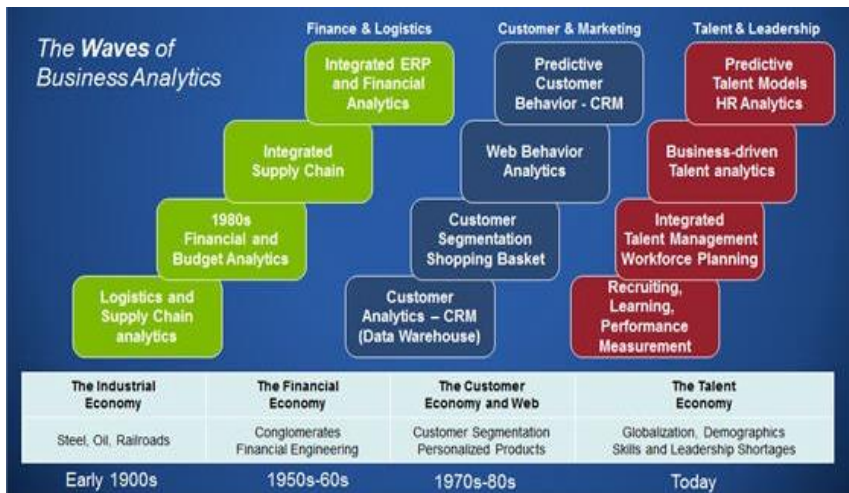 The Waves of
Business Analytics
Finance & Logistics
Integrated ERP
and Financial
Analytics
Integrated
Supply Chain
1980s
Financial and
Budget Analytics
Logistics and
Supply Chain
analytics
Customer & Marketing
Predictive
Customer
Behavior - CRM
Web Behavior
Analytics
Customer
Segmentation
Shopping Basket
Customer
Analytics – CRM
(Data Warehouse)
Talent & Leadership
Predictive
Talent Models
HR Analytics
Business-driven
Talent analytics
Integrated
Talent Management
Workforce Planning
Recruiting,
Learning,
Performance
Measurement
The Industrial
Economy
Steel, Oil, Railroads
Early 1900s
The Financial
Economy
Conglomerates
Financial Engineering
1950s-60s
The Customer
Economy and Web
Customer Segmentation
Personalized Products
1970s-80s
The Talent
Economy
Globalization, Demographics
Skills and Leadership Shortages
Today